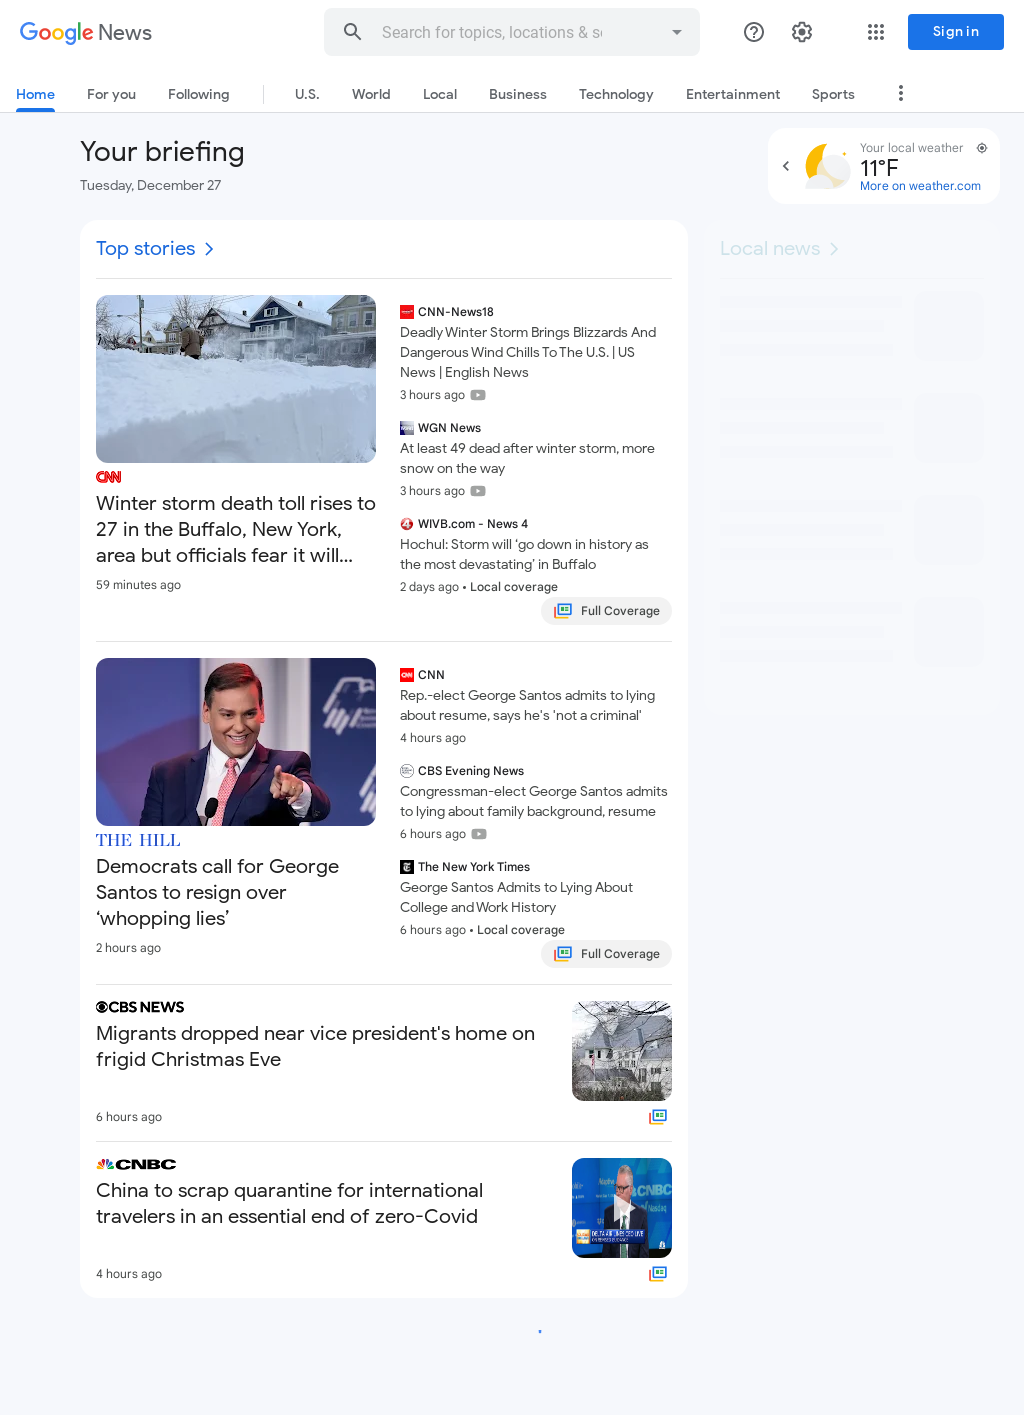 Google News
Search for topics, locations & so
Sign in
Home
For you
Following
U.S.
World
Local
Business
Technology
Entertainment
Sports
Your briefing
Tuesday, December 27
Your local weather
11°F
More on weather.com
Top stories
Local news
CNN
Winter storm death toll rises to
27 in the Buffalo, New York,
area but officials fear it will...
59 minutes ago
CNN-News18
Deadly Winter Storm Brings Blizzards And
Dangerous Wind Chills To The U.S. | US
News | English News
3 hours ago
WGN News
At least 49 dead after winter storm, more
snow on the way
3 hours ago
WIVB.com - News 4
Hochul: Storm will ‘go down in history as
the most devastating’ in Buffalo
2 days ago • Local coverage
Full Coverage
THE HILL
Democrats call for George
Santos to resign over
‘whopping lies’
2 hours ago
CNN
CNN
Rep.-elect George Santos admits to lying
about resume, says he's 'not a criminal'
4 hours ago
CBS Evening News
Congressman-elect George Santos admits
to lying about family background, resume
6 hours ago
The New York Times
George Santos Admits to Lying About
College and Work History
6 hours ago • Local coverage
Full Coverage
CBS NEWS
Migrants dropped near vice president's home on
frigid Christmas Eve
6 hours ago
CNBC
China to scrap quarantine for international
travelers in an essential end of zero-Covid
4 hours ago
CNBC
Nasdaq
DELTA AIRLINES CEO LIVE